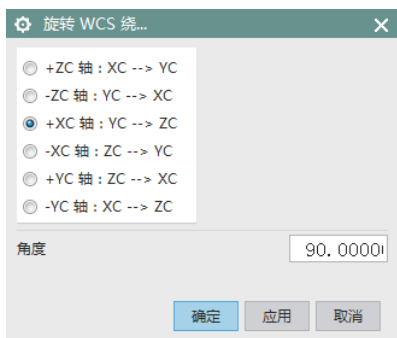 旋转 WCS 绕...
+ZC 轴 : XC --> YC
-ZC 轴 : YC --> XC
+XC 轴 : YC --> ZC
-XC 轴 : ZC --> YC
+YC 轴 : ZC --> XC
-YC 轴 : XC --> ZC
角度 90.0000
确定 应用 取消